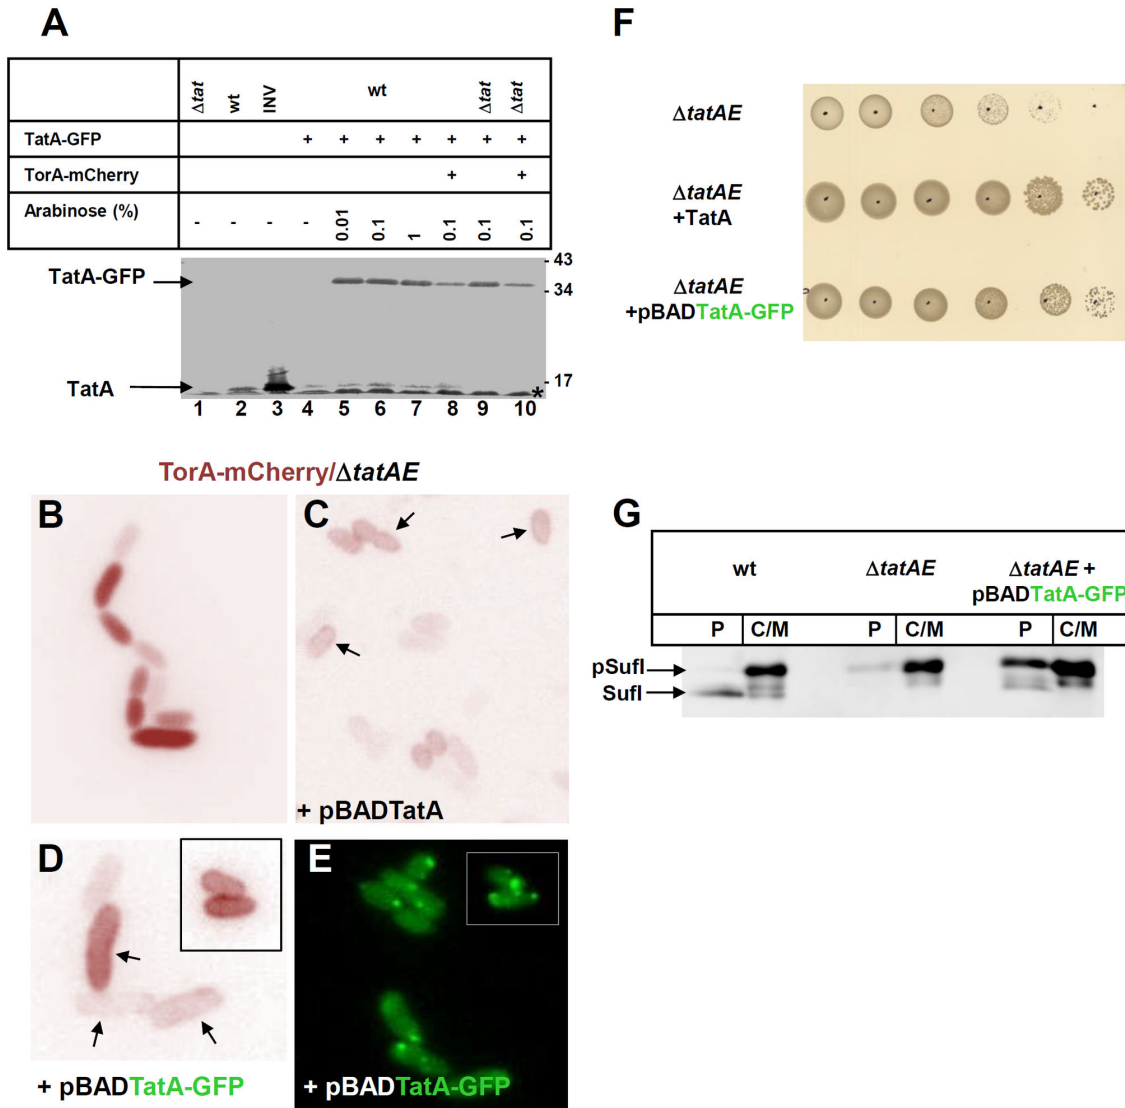 A
Δtat
wt
INV
wt
Δtat
Δtat
TatA-GFP
+ + + + + + +
TorA-mCherry
+ +
Arabinose (%)
- - - - 0.01 0.1 1 0.1 0.1 0.1
TatA-GFP
- 43
- 34
TatA
- 17
*
1 2 3 4 5 6 7 8 9 10
TorA-mCherry/ΔtatAE
B
C
+ pBADTatA
D
+ pBADTatA-GFP
E
+ pBADTatA-GFP
F
ΔtatAE
ΔtatAE
+TatA
ΔtatAE
+pBADTatA-GFP
G
wt ΔtatAE ΔtatAE +
pBADTatA-GFP
P C/M P C/M P C/M
pSufI
SufI